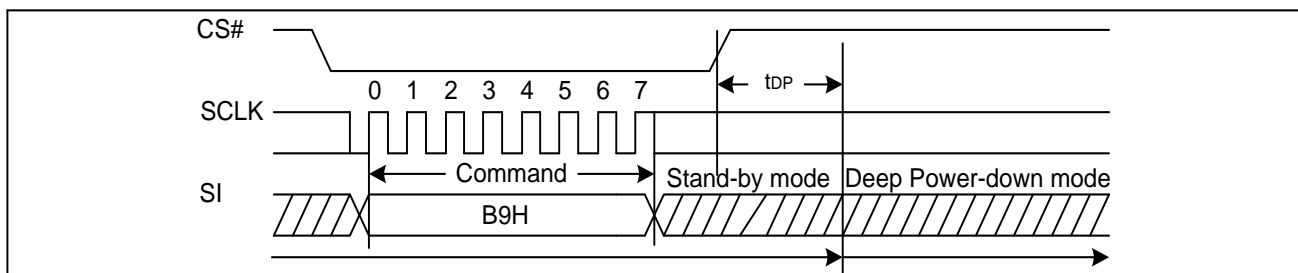 CS#
0 1 2 3 4 5 6 7
tDP
SCLK
Command
Stand-by mode Deep Power-down mode
SI
B9H